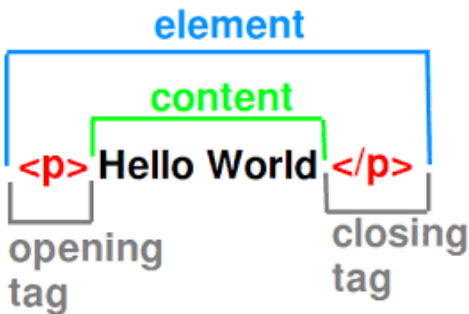 element
content
<p> Hello World </p>
opening
tag
closing
tag